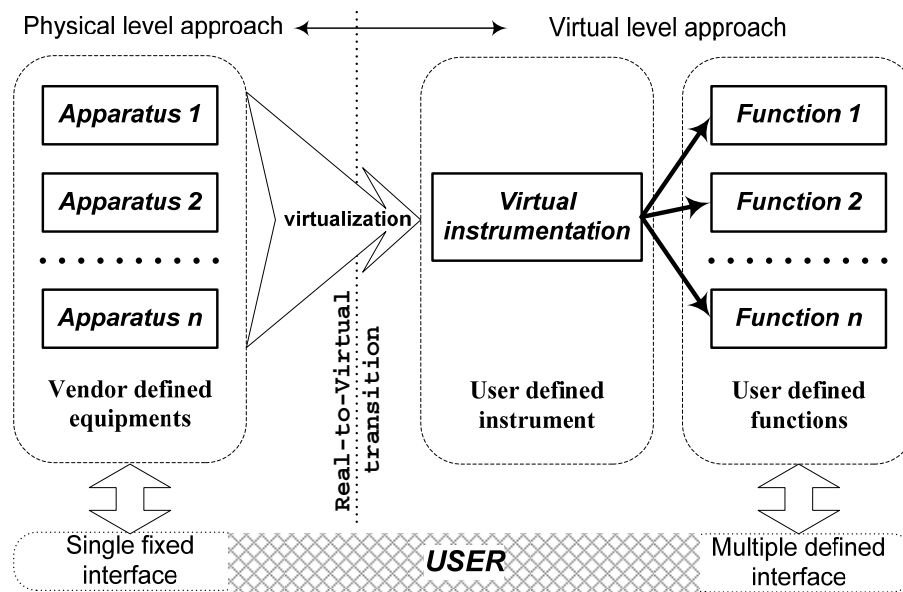 Physical level approach
Virtual level approach
Apparatus 1
Apparatus 2
Apparatus n
Vendor defined
equipments
virtualization
Real-to-Virtual
transition
Virtual
instrumentation
User defined
instrument
Function 1
Function 2
Function n
User defined
functions
Single fixed
interface
USER
Multiple defined
interface